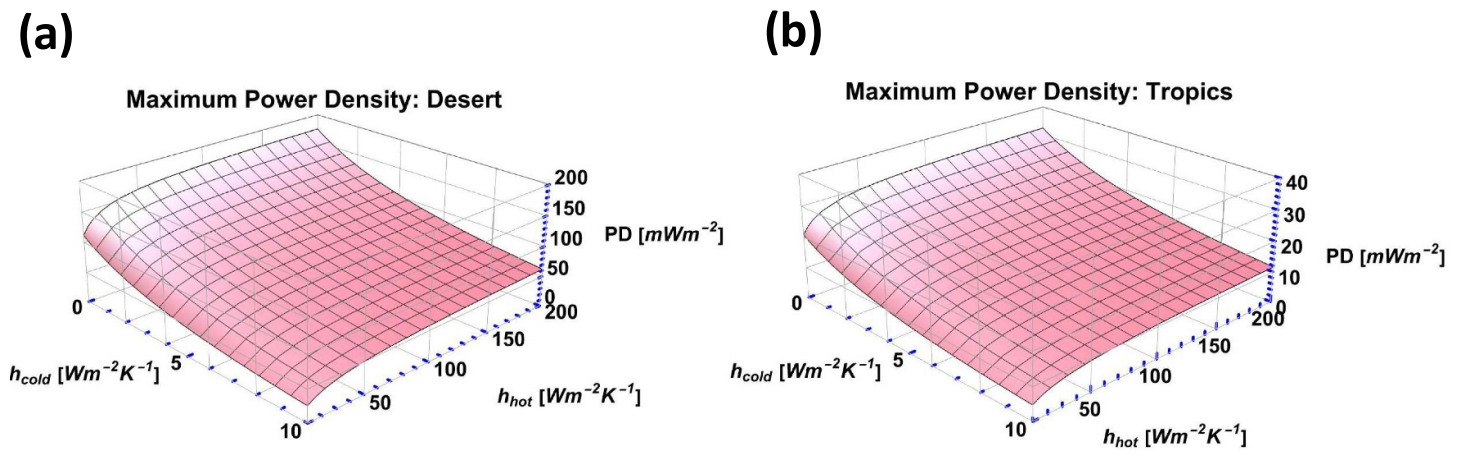 (a)
Maximum Power Density: Desert
200
150
100
50
0
PD [mWm⁻²]
0
5
10
h_cold [Wm⁻²K⁻¹]
50
100
150
200
h_hot [Wm⁻²K⁻¹]
(b)
Maximum Power Density: Tropics
40
30
20
10
0
PD [mWm⁻²]
0
5
10
h_cold [Wm⁻²K⁻¹]
50
100
150
200
h_hot [Wm⁻²K⁻¹]